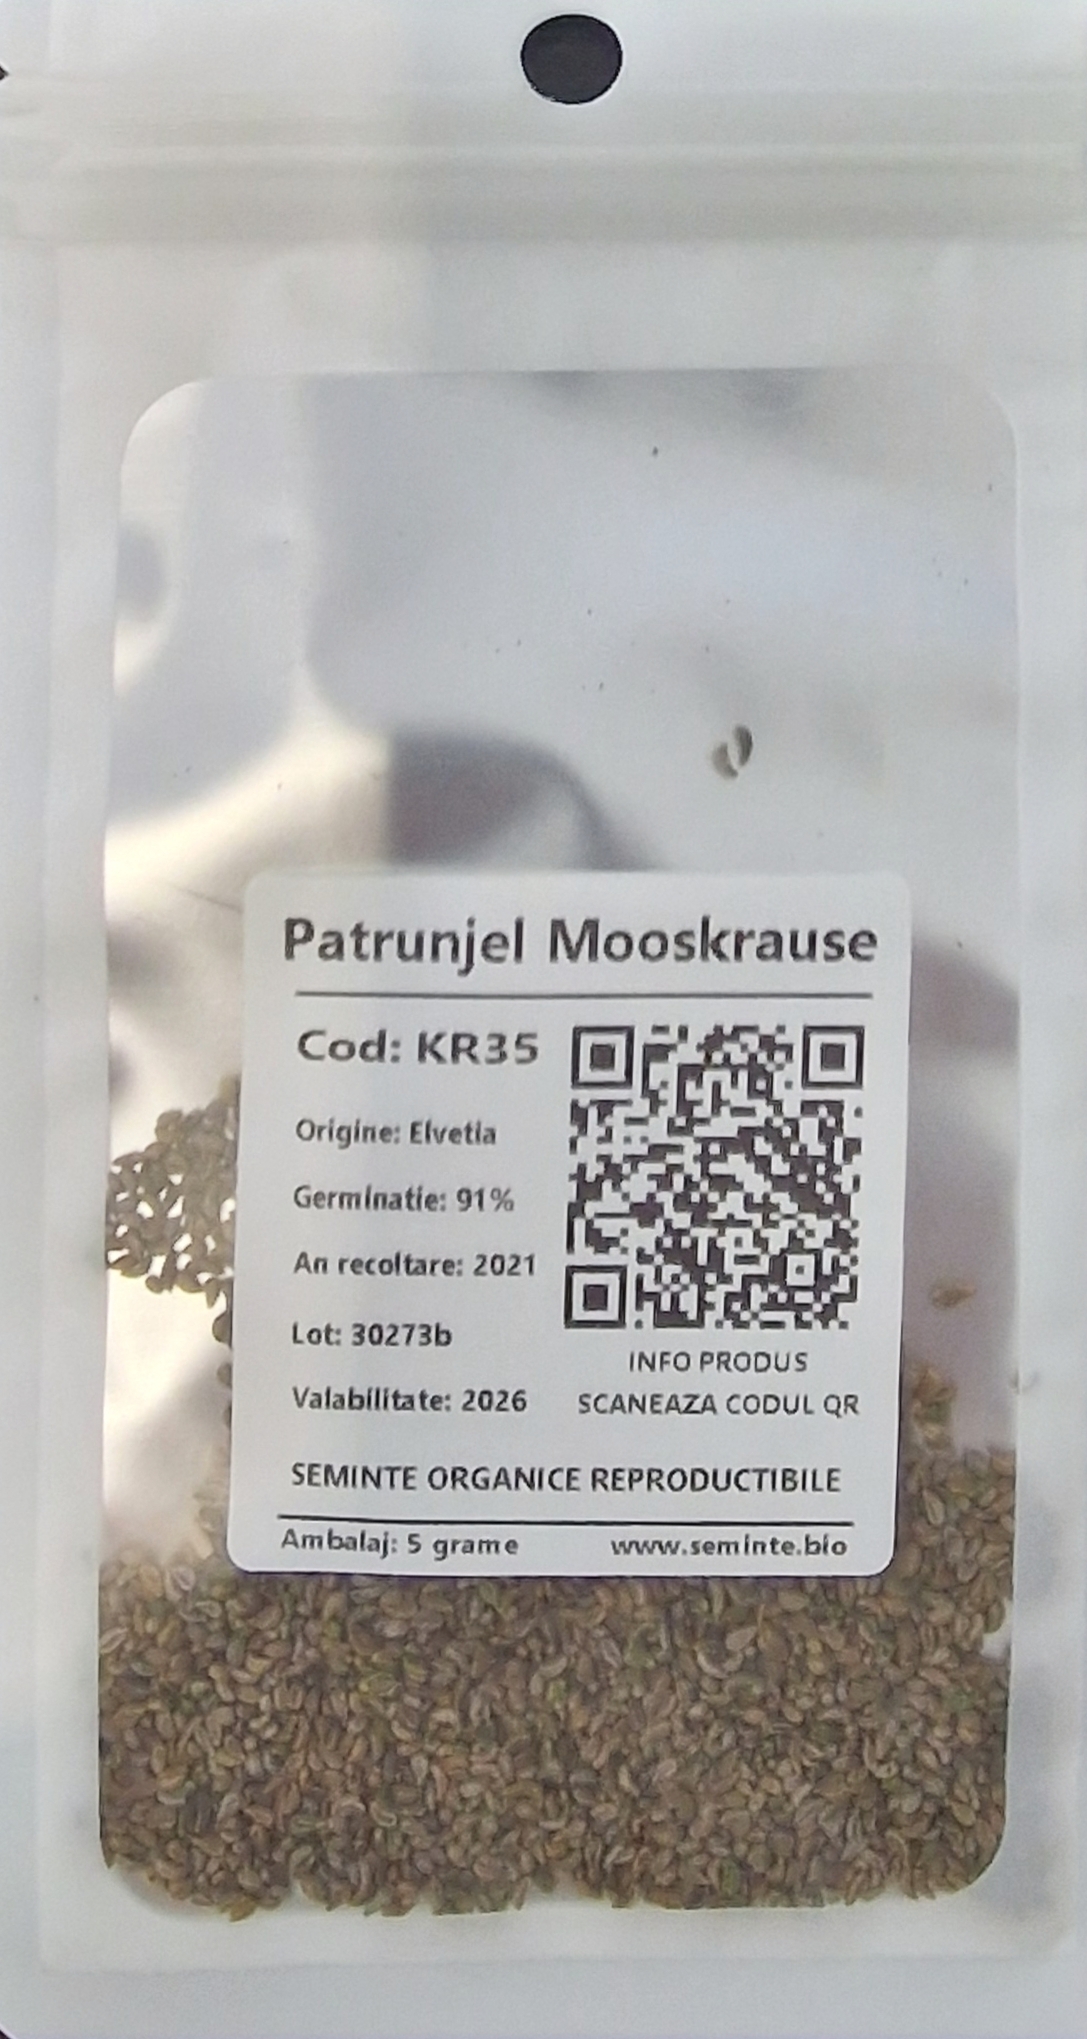 Patrunjel Mooskrause
Cod: KR35
Origine: Elvetia
Germinatie: 91%
An recoltare: 2021
Lot: 30273b
Valabilitate: 2026
INFO PRODUS
SCANEAZA CODUL QR
SEMINTE ORGANICE REPRODUCTIBILE
Ambalaj: 5 grame
www.seminte.bio